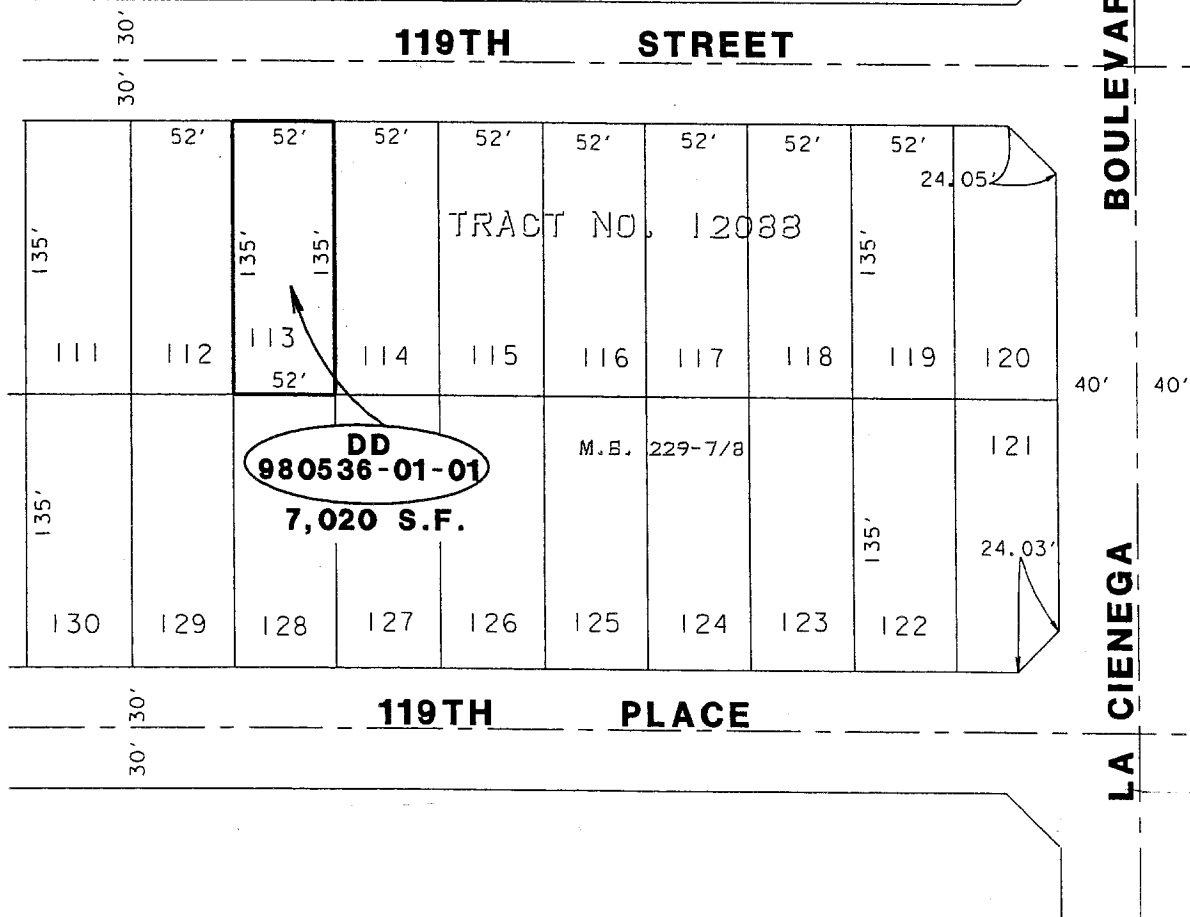 30'
119TH STREET
30'
BOULEVAR
52' 52' 52' 52' 52' 52' 52' 52'
24.05'
TRACT NO. 12088
135' 135' 135' 135'
111 112 113 114 115 116 117 118 119 120
52'
40' 40'
DD
980536-01-01
7,020 S.F.
M.B. 229-7/8
121
135' 135'
24.03'
130 129 128 127 126 125 124 123 122
LA CIENEGA
30'
119TH PLACE
30'